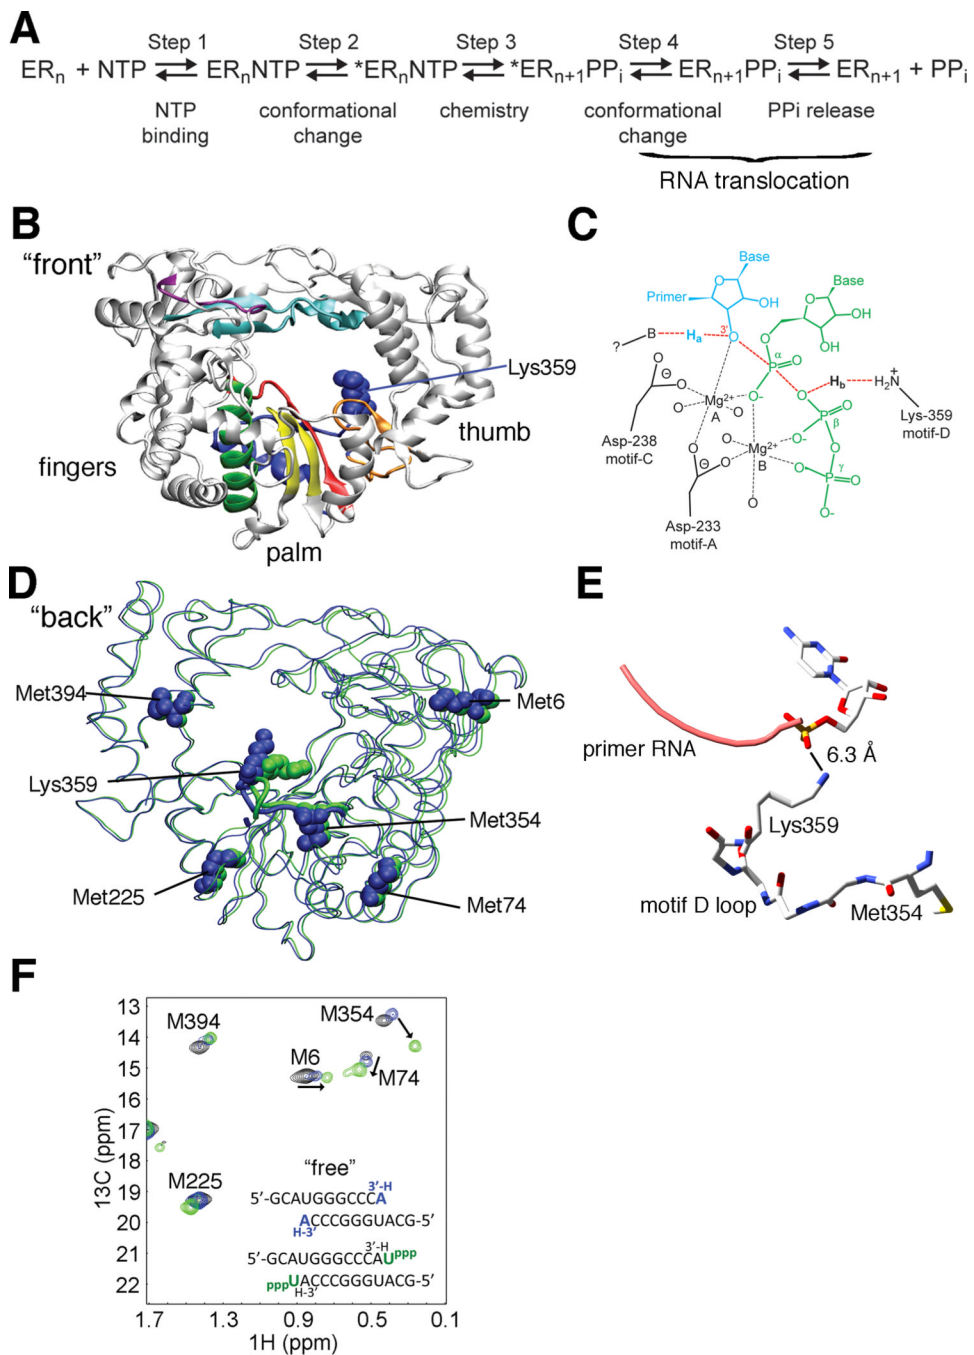 A
Step 1 Step 2 Step 3 Step 4 Step 5
ERn + NTP ERnNTP *ERnNTP *ERn+1PPi ERn+1PPi ERn+1 + PPi
NTP binding
conformational change
chemistry
conformational change
PPi release
RNA translocation
B
"front"
Lys359
thumb
fingers
palm
C
Base
Primer
OH
3'
O
Base
OH
OH
O
B
Ha
?
α
P
O
O-
O
Hb
H2N+
Lys-359
motif-D
Mg2+
A
O
O
O
Θ
Asp-238
motif-C
P
β
O
O-
O
Mg2+
B
O
O
O
O
O
Θ
O-
γ
P
O
O-
Asp-233
motif-A
D
"back"
Met394
Met6
Lys359
Met354
Met225
Met74
E
primer RNA
6.3 Å
Lys359
motif D loop
Met354
F
13C (ppm)
13
14
15
16
17
18
19
20
21
22
M394
M354
M6
M74
M225
"free"
3'-H
5'-GCAUGGGCCCA
ACCCGGGUACG-5'
H-3'
3'-H
5'-GCAUGGGCCCAUppp
pppUACCCGGGUACG-5'
H-3'
1.7 1.3 0.9 0.5 0.1
1H (ppm)